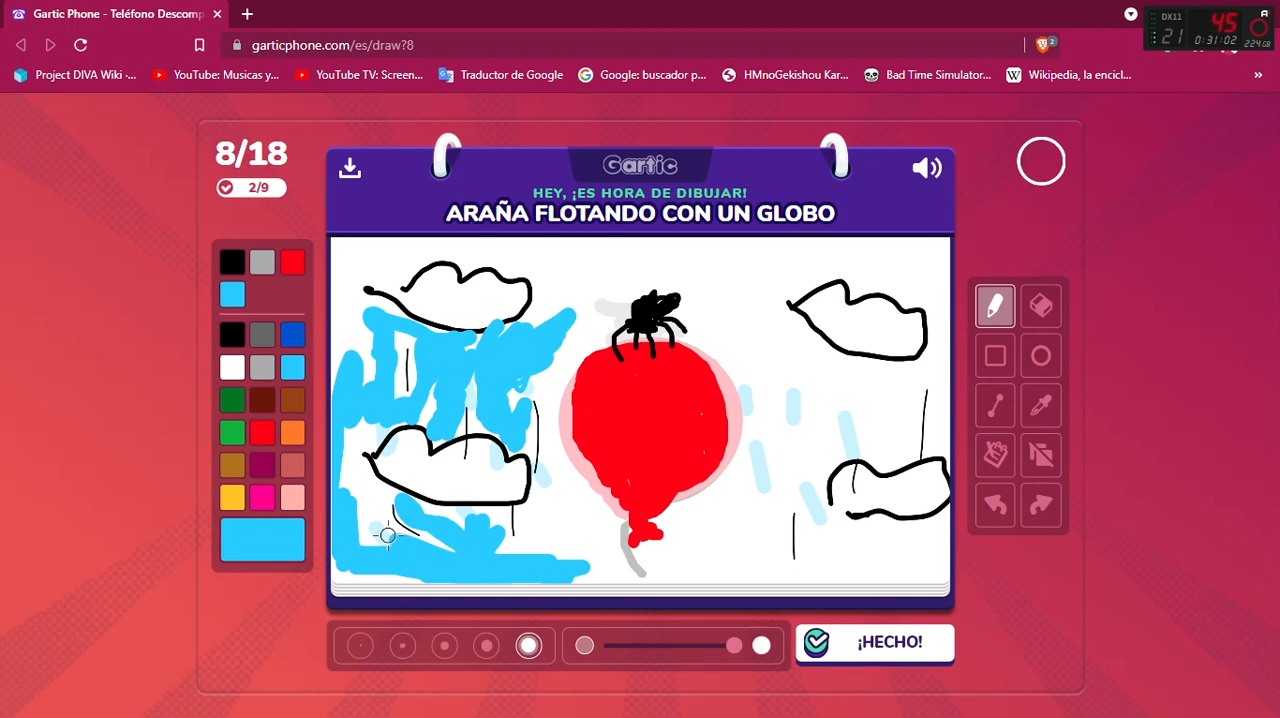 Gartic Phone - Teléfono Descomp
DX11
45
A
21
0:31:02
224GB
garticphone.com/es/draw?8
2
Project DIVA Wiki -...
YouTube: Musicas y...
YouTube TV: Screen...
Traductor de Google
Google: buscador p...
HMnoGekishou Kar...
Bad Time Simulator...
W
Wikipedia, la encicl...
»
8/18
2/9
Gartic
HEY, ¡ES HORA DE DIBUJAR!
ARAÑA FLOTANDO CON UN GLOBO
¡HECHO!